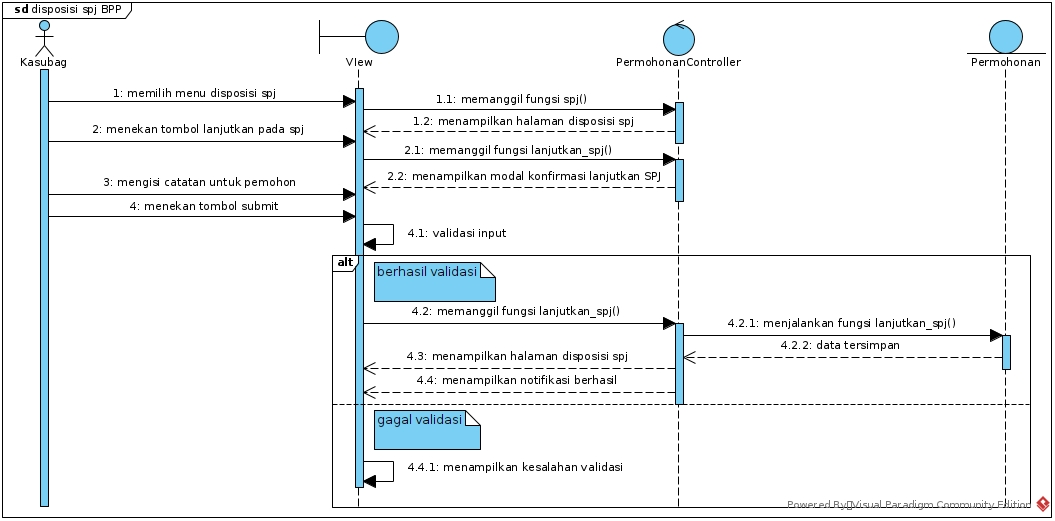 sd disposisi spj BPP
Kasubag
VIew
PermohonanController
Permohonan
1: memilih menu disposisi spj
1.1: memanggil fungsi spj()
1.2: menampilkan halaman disposisi spj
2: menekan tombol lanjutkan pada spj
2.1: memanggil fungsi lanjutkan_spj()
2.2: menampilkan modal konfirmasi lanjutkan SPJ
3: mengisi catatan untuk pemohon
4: menekan tombol submit
4.1: validasi input
alt
berhasil validasi
4.2: memanggil fungsi lanjutkan_spj()
4.2.1: menjalankan fungsi lanjutkan_spj()
4.2.2: data tersimpan
4.3: menampilkan halaman disposisi spj
4.4: menampilkan notifikasi berhasil
gagal validasi
4.4.1: menampilkan kesalahan validasi
Powered By Visual Paradigm Community Edition